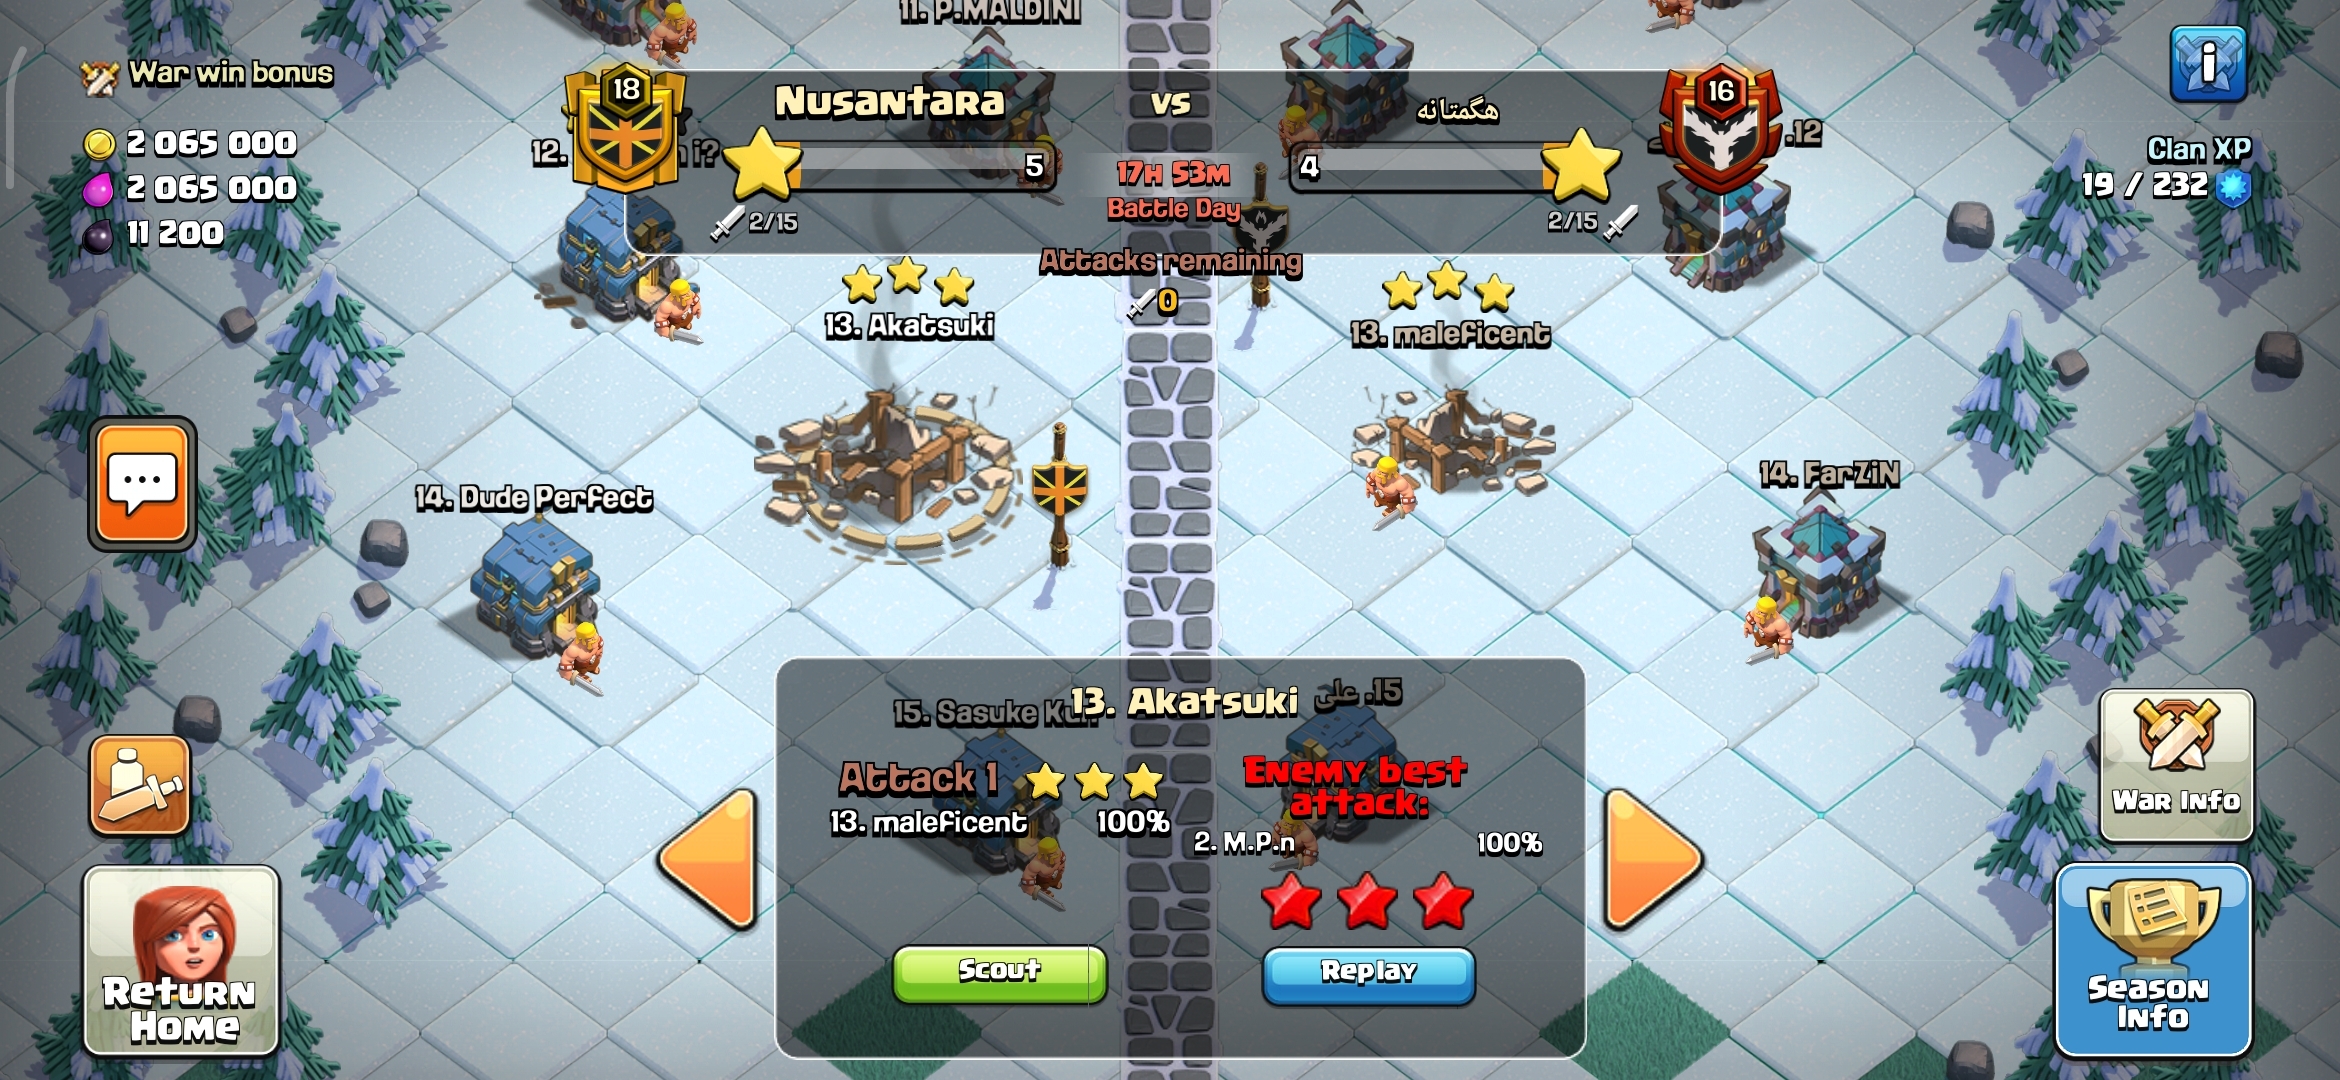 11. P.MALDINI
War win bonus
18
Nusantara
vs
هگمتانه
16
2 065 000
2 065 000
11 200
12.
i?
5
17H 53M
Battle Day
4
.12
Clan XP
19 / 232
2/15
2/15
Attacks remaining
0
13. Akatsuki
13. maleficent
14. Dude Perfect
14. FarZiN
15. Sasuke
13. Akatsuki
15. علی
Attack 1
Enemy best
attack:
13. maleficent
100%
2. M.P.n
100%
Scout
Replay
War Info
Return
Home
Season
Info